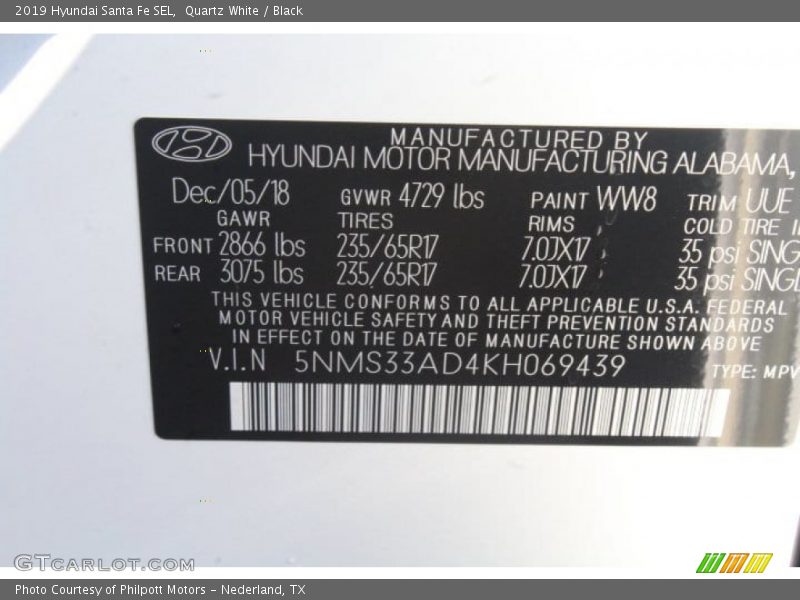 2019 Hyundai Santa Fe SEL,  Quartz White / Black
MANUFACTURED BY
HYUNDAI MOTOR MANUFACTURING ALABAMA,
Dec/05/18 GVWR 4729 lbs PAINT WW8 TRIM UUE
GAWR TIRES RIMS COLD TIRE
FRONT 2866 lbs 235/65R17 7.0JX17 35 psi SING
REAR 3075 lbs 235/65R17 7.0JX17 35 psi SINGL
THIS VEHICLE CONFORMS TO ALL APPLICABLE U.S.A. FEDERAL
MOTOR VEHICLE SAFETY AND THEFT PREVENTION STANDARDS
IN EFFECT ON THE DATE OF MANUFACTURE SHOWN ABOVE
V.I.N 5NMS33AD4KH069439 TYPE: MPV
GTcarlot.com
Photo Courtesy of Philpott Motors - Nederland, TX